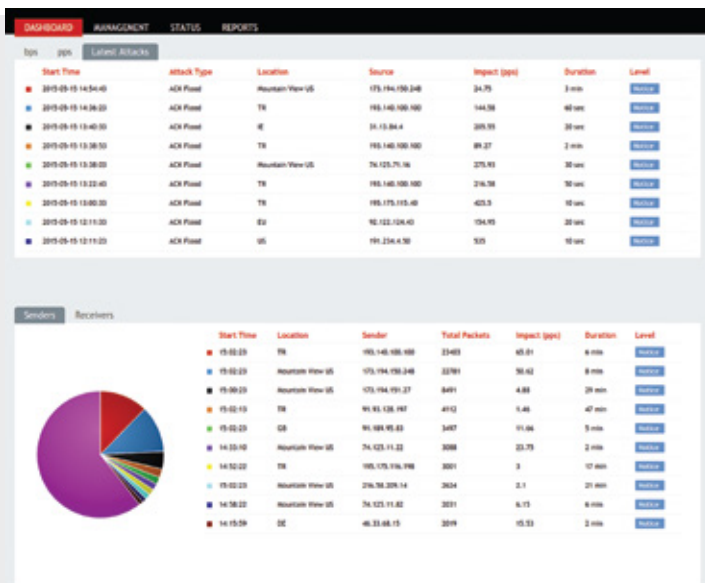 DASHBOARD MANAGEMENT STATUS REPORTS
bps pps Latest Attacks
Start Time Attack Type Location Source Impact (pps) Duration Level
2015-05-15 14:54:40 ACK Flood Mountain View US 173.194.150.248 24.75 3 min Notice
2015-05-15 14:36:23 ACK Flood TR 193.140.100.100 144.58 60 sec Notice
2015-05-15 13:40:33 ACK Flood IE 31.13.84.4 205.55 20 sec Notice
2015-05-15 13:38:53 ACK Flood TR 193.140.100.100 89.27 2 min Notice
2015-05-15 13:38:03 ACK Flood Mountain View US 74.125.71.16 275.93 30 sec Notice
2015-05-15 13:22:43 ACK Flood TR 193.140.100.100 216.58 50 sec Notice
2015-05-15 13:00:33 ACK Flood TR 195.175.115.40 423.5 10 sec Notice
2015-05-15 12:11:33 ACK Flood EU 92.122.124.43 154.95 20 sec Notice
2015-05-15 12:11:23 ACK Flood US 191.234.4.50 535 10 sec Notice
Senders Receivers
Start Time Location Sender Total Packets Impact (pps) Duration Level
15:02:23 TR 193.140.100.100 23403 65.01 6 min Notice
15:02:23 Mountain View US 173.194.150.248 22781 50.62 8 min Notice
15:00:23 Mountain View US 173.194.151.27 8491 4.88 29 min Notice
15:02:13 TR 91.93.128.197 4112 1.46 47 min Notice
15:02:23 GB 91.189.95.83 3497 11.66 5 min Notice
14:33:10 Mountain View US 74.125.11.22 3088 23.75 2 min Notice
14:52:22 TR 195.175.116.198 3001 3 17 min Notice
15:02:23 Mountain View US 216.58.209.14 2634 2.1 21 min Notice
14:58:22 Mountain View US 74.125.11.82 2031 6.15 6 min Notice
14:15:59 DE 46.33.68.15 2019 15.53 2 min Notice